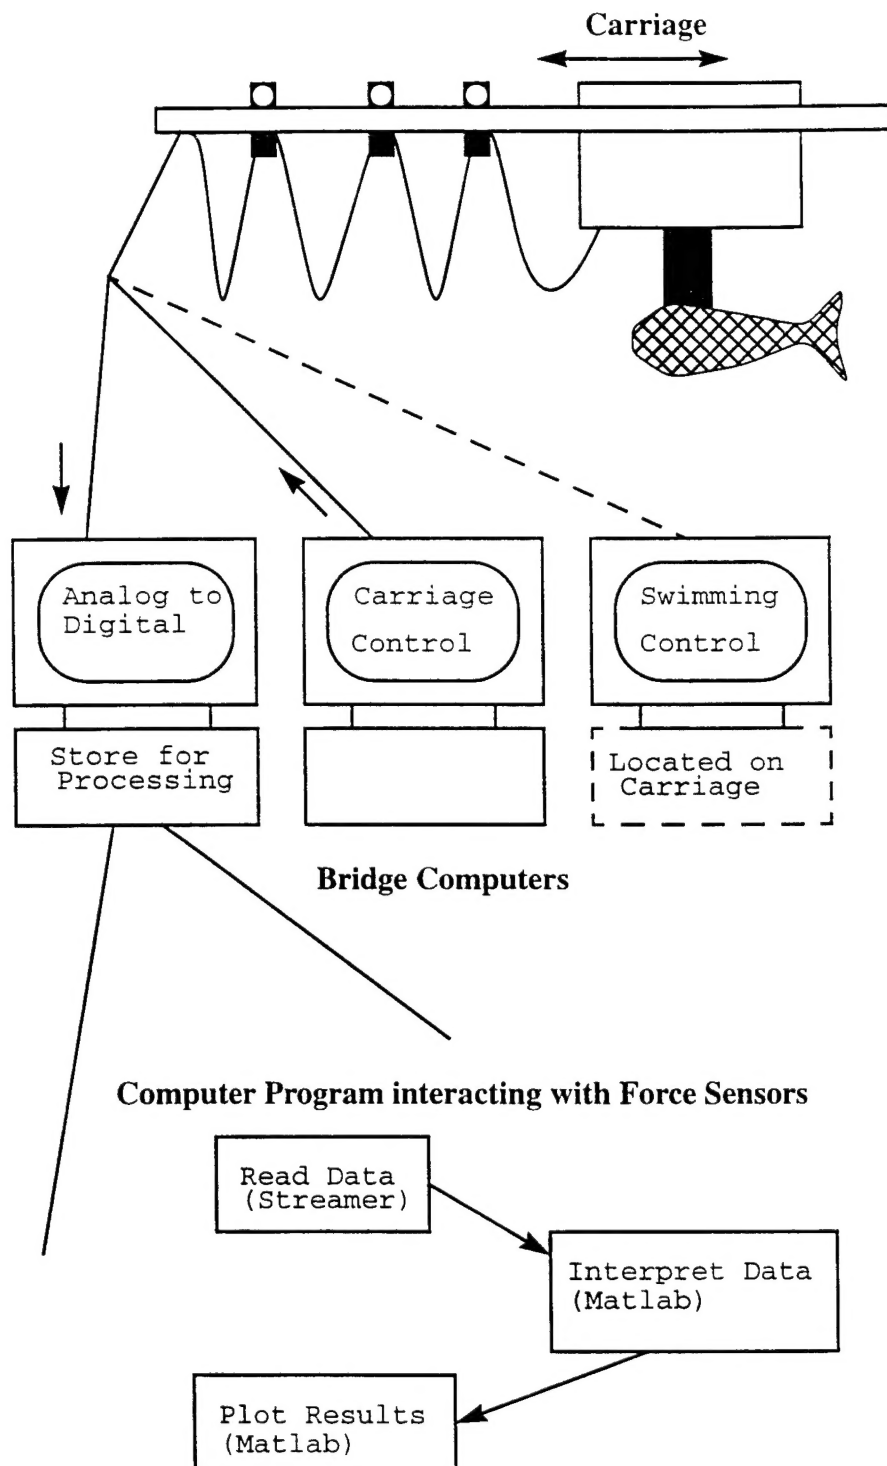 Carriage
Analog to
Digital
Carriage
Control
Swimming
Control
Store for
Processing
Located on
Carriage
Bridge Computers
Computer Program interacting with Force Sensors
Read Data
(Streamer)
Interpret Data
(Matlab)
Plot Results
(Matlab)